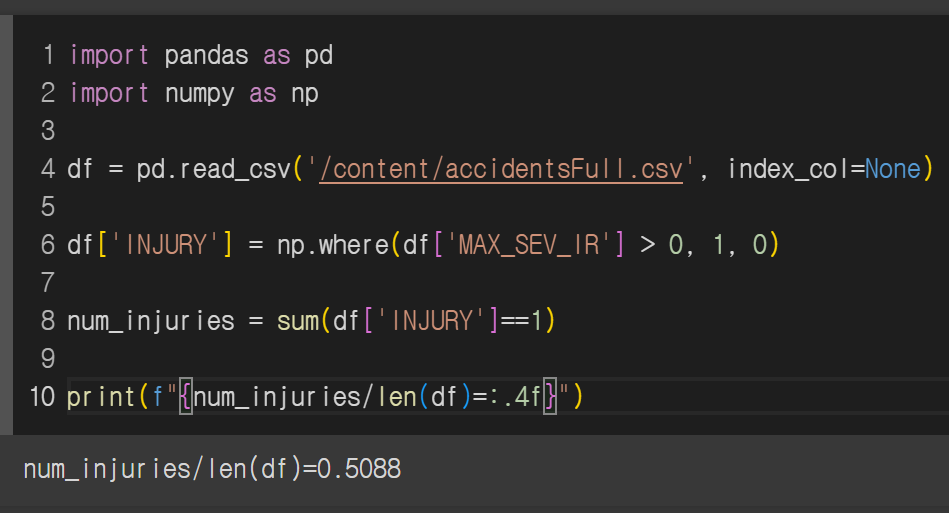 1 import pandas as pd
2 import numpy as np
3
4 df = pd.read_csv('/content/accidentsFull.csv', index_col=None)
5
6 df['INJURY'] = np.where(df['MAX_SEV_IR'] > 0, 1, 0)
7
8 num_injuries = sum(df['INJURY']==1)
9
10 print(f"{num_injuries/len(df)=:.4f}")
num_injuries/len(df)=0.5088